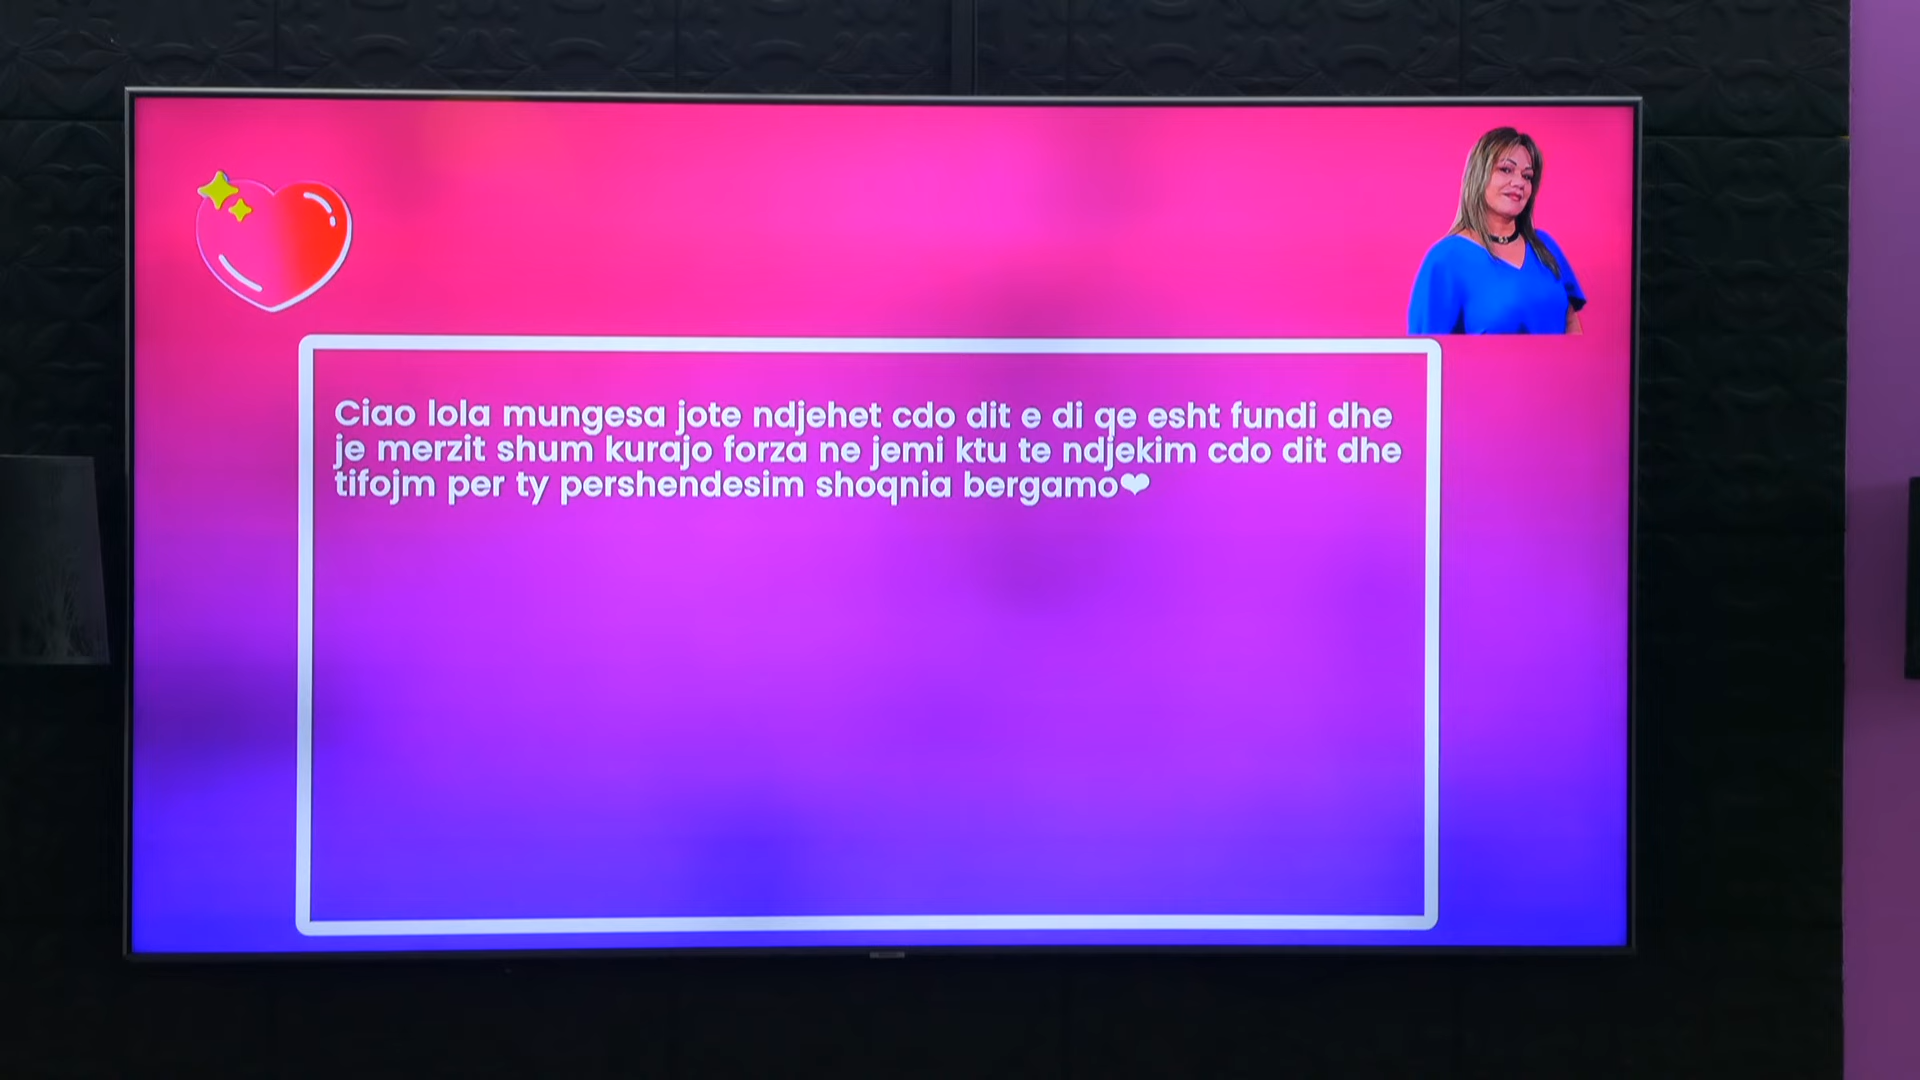 Ciao lola mungesa jote ndjehet cdo dit e di qe esht fundi dhe
je merzit shum kurajo forza ne jemi ktu te ndjekim cdo dit dhe
tifojm per ty pershendesim shoqnia bergamo❤